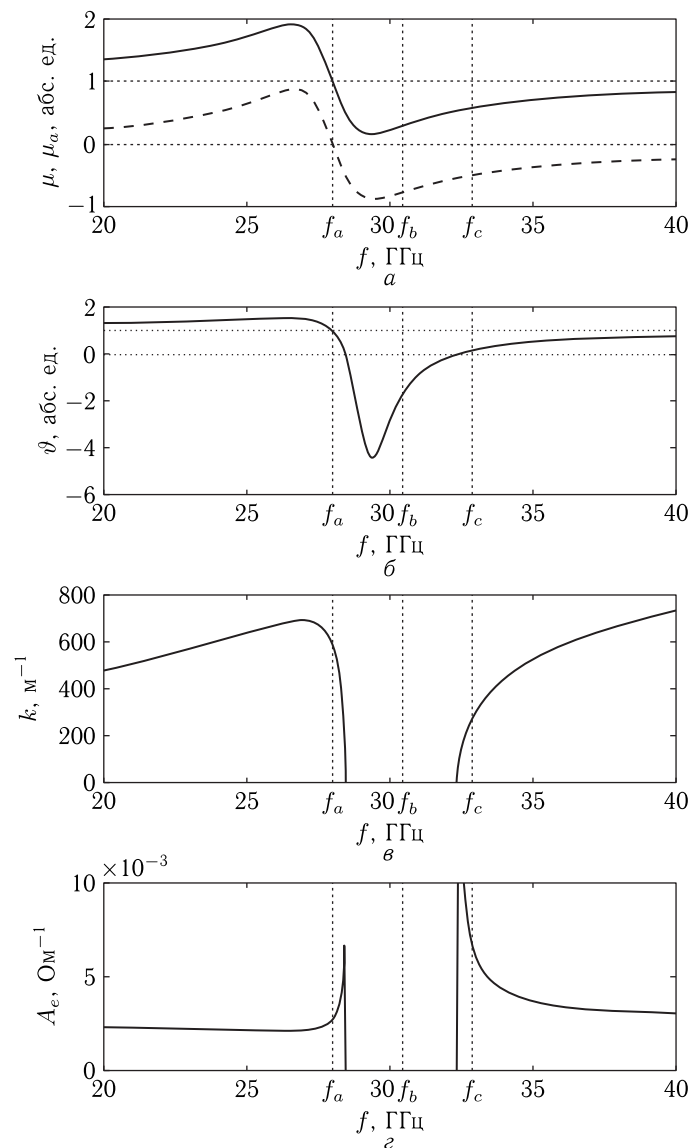 2
1
0
−1
μ, μ_a, абс. ед.
20 25 f_a 30 f_b f_c 35 40
f, ГГц
а
2
0
−2
−4
−6
ϑ, абс. ед.
20 25 f_a 30 f_b f_c 35 40
f, ГГц
б
800
600
400
200
0
k, м⁻¹
20 25 f_a 30 f_b f_c 35 40
f, ГГц
в
×10⁻³
10
5
0
A_e, Ом⁻¹
20 25 f_a 30 f_b f_c 35 40
f, ГГц
г